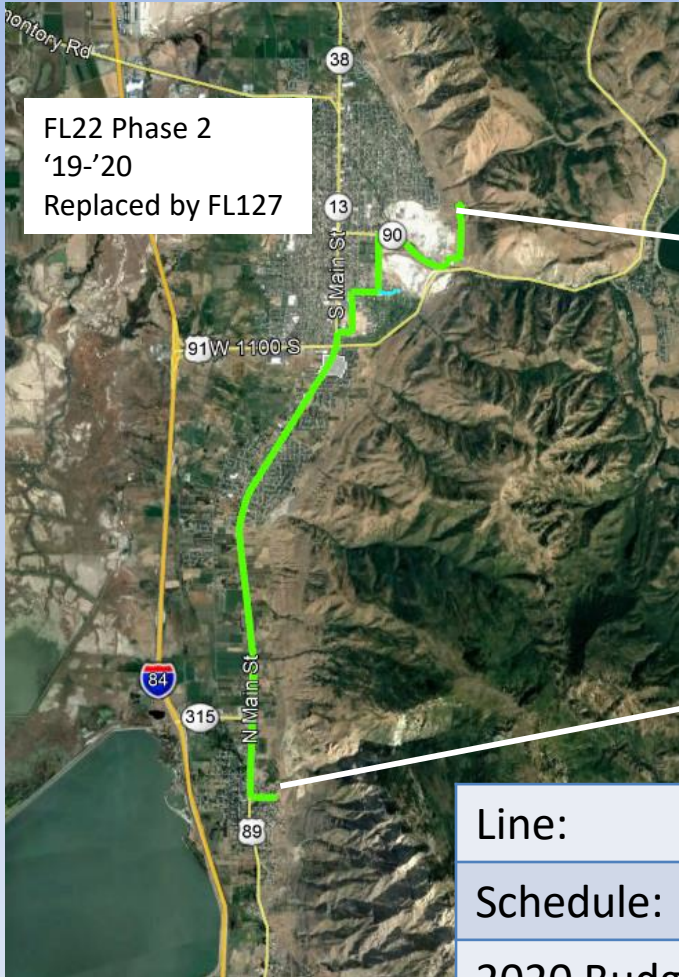 montory Rd
38
FL22 Phase 2
‘19-’20
Replaced by FL127
13
90
S Main St
91
W 1100 S
84
N Main St
315
89
Line:
Schedule:
2020 Budg